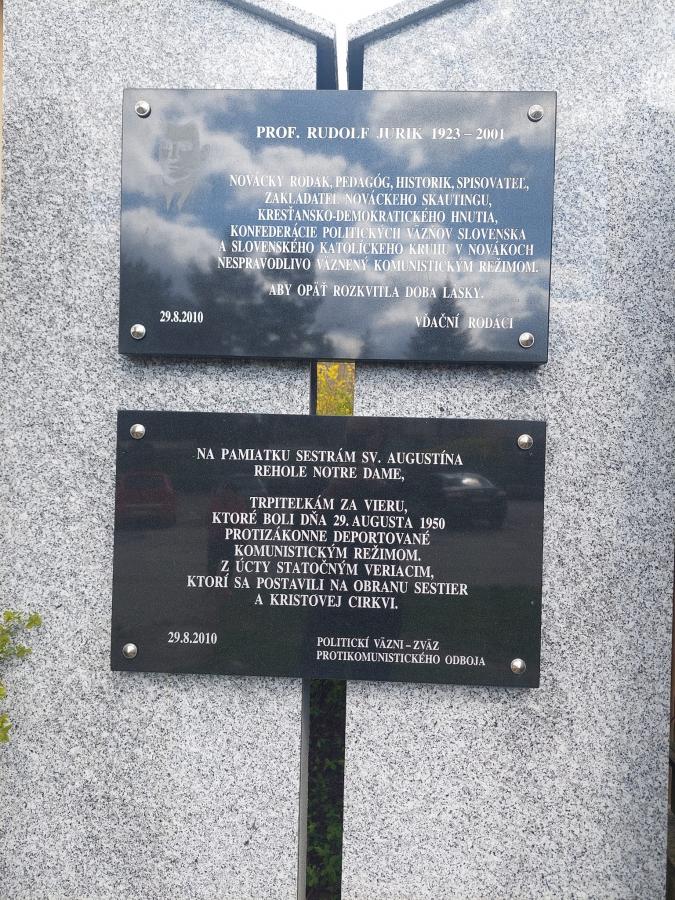 PROF. RUDOLF JURIK 1923 – 2001
NOVÁCKY RODÁK, PEDAGÓG, HISTORIK, SPISOVATEĽ,
ZAKLADATEĽ NOVÁCKEHO SKAUTINGU,
KRESŤANSKO-DEMOKRATICKÉHO HNUTIA,
KONFEDERÁCIE POLITICKÝCH VÄZŇOV SLOVENSKA
A SLOVENSKÉHO KATOLÍCKEHO KRUHU V NOVÁKOCH
NESPRAVODLIVO VÄZNENÝ KOMUNISTICKÝM REŽIMOM.
ABY OPÄŤ ROZKVITLA DOBA LÁSKY.
29.8.2010
VĎAČNÍ RODÁCI
NA PAMIATKU SESTRÁM SV. AUGUSTÍNA
REHOLE NOTRE DAME,
TRPITEĽKÁM ZA VIERU,
KTORÉ BOLI DŇA 29. AUGUSTA 1950
PROTIZÁKONNE DEPORTOVANÉ
KOMUNISTICKÝM REŽIMOM.
Z ÚCTY STATOČNÝM VERIACIM,
KTORÍ SA POSTAVILI NA OBRANU SESTIER
A KRISTOVEJ CIRKVI.
29.8.2010
POLITICKÍ VÄZNI – ZVÄZ
PROTIKOMUNISTICKÉHO ODBOJA